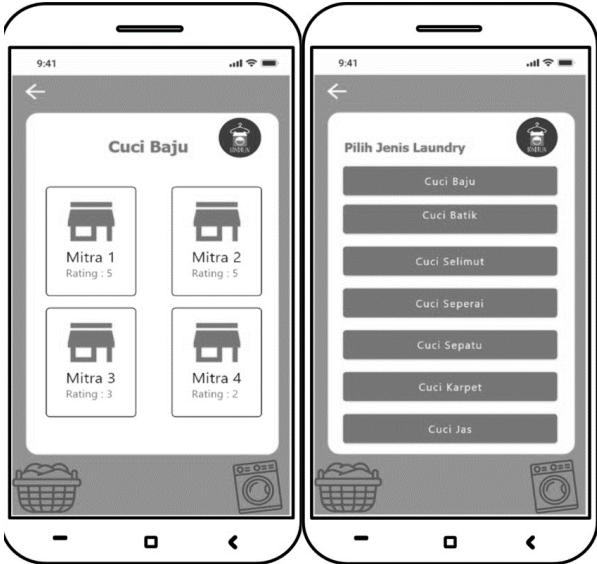 9:41
Cuci Baju
Mitra 1
Rating : 5
Mitra 2
Rating : 5
Mitra 3
Rating : 3
Mitra 4
Rating : 2
9:41
Pilih Jenis Laundry
Cuci Baju
Cuci Batik
Cuci Selimut
Cuci Seperai
Cuci Sepatu
Cuci Karpet
Cuci Jas